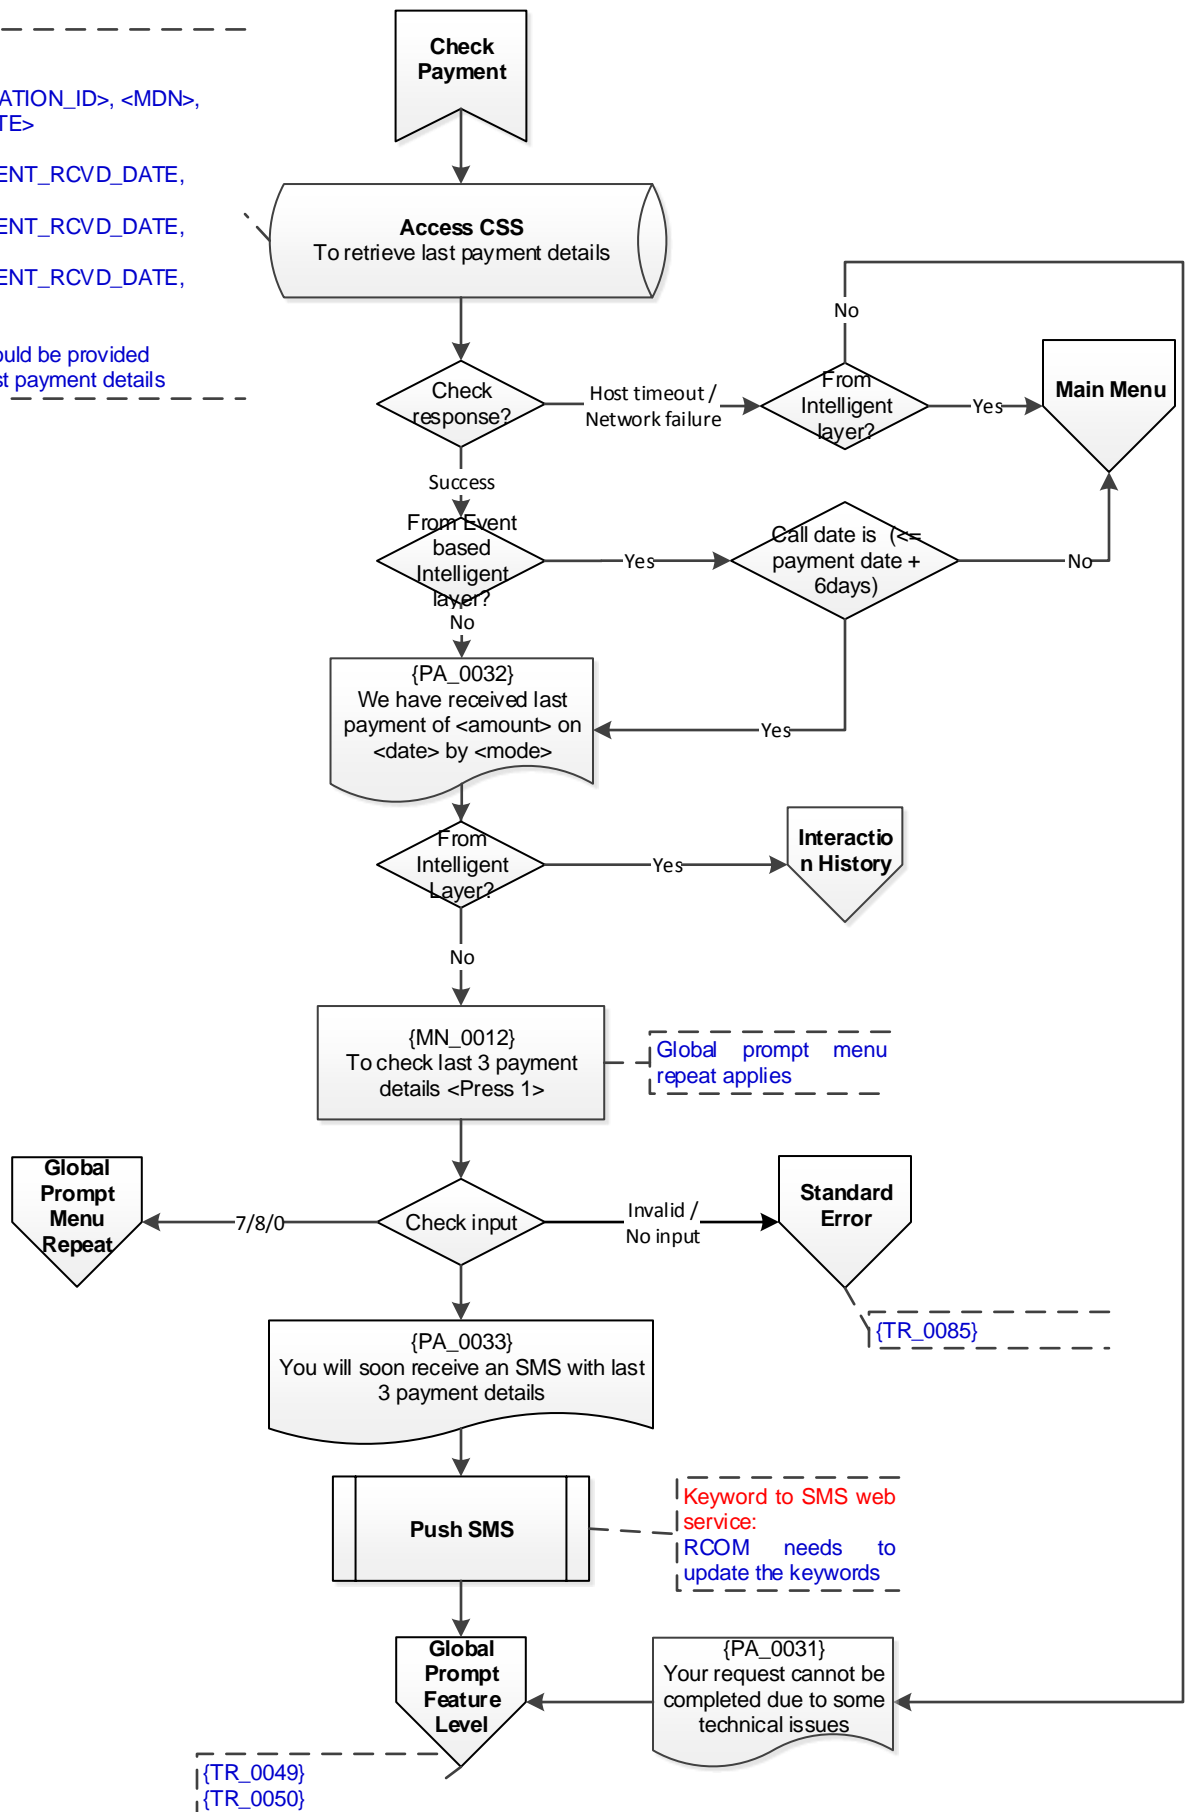 Check
Payment
ATION_ID>, <MDN>,
TE>
ENT_RCVD_DATE,
ENT_RCVD_DATE,
ENT_RCVD_DATE,
ould be provided
st payment details
Access CSS
To retrieve last payment details
Check
response?
Host timeout /
Network failure
From
Intelligent
layer?
No
Yes
Main Menu
Success
From Event
based
Intelligent
layer?
Yes
Call date is (<=
payment date +
6days)
No
No
Yes
{PA_0032}
We have received last
payment of <amount> on
<date> by <mode>
From
Intelligent
Layer?
Yes
Interactio
n History
No
{MN_0012}
To check last 3 payment
details <Press 1>
Global prompt menu
repeat applies
Global
Prompt
Menu
Repeat
7/8/0
Check input
Invalid /
No input
Standard
Error
{TR_0085}
{PA_0033}
You will soon receive an SMS with last
3 payment details
Push SMS
Keyword to SMS web
service:
RCOM needs to
update the keywords
Global
Prompt
Feature
Level
{PA_0031}
Your request cannot be
completed due to some
technical issues
{TR_0049}
{TR_0050}